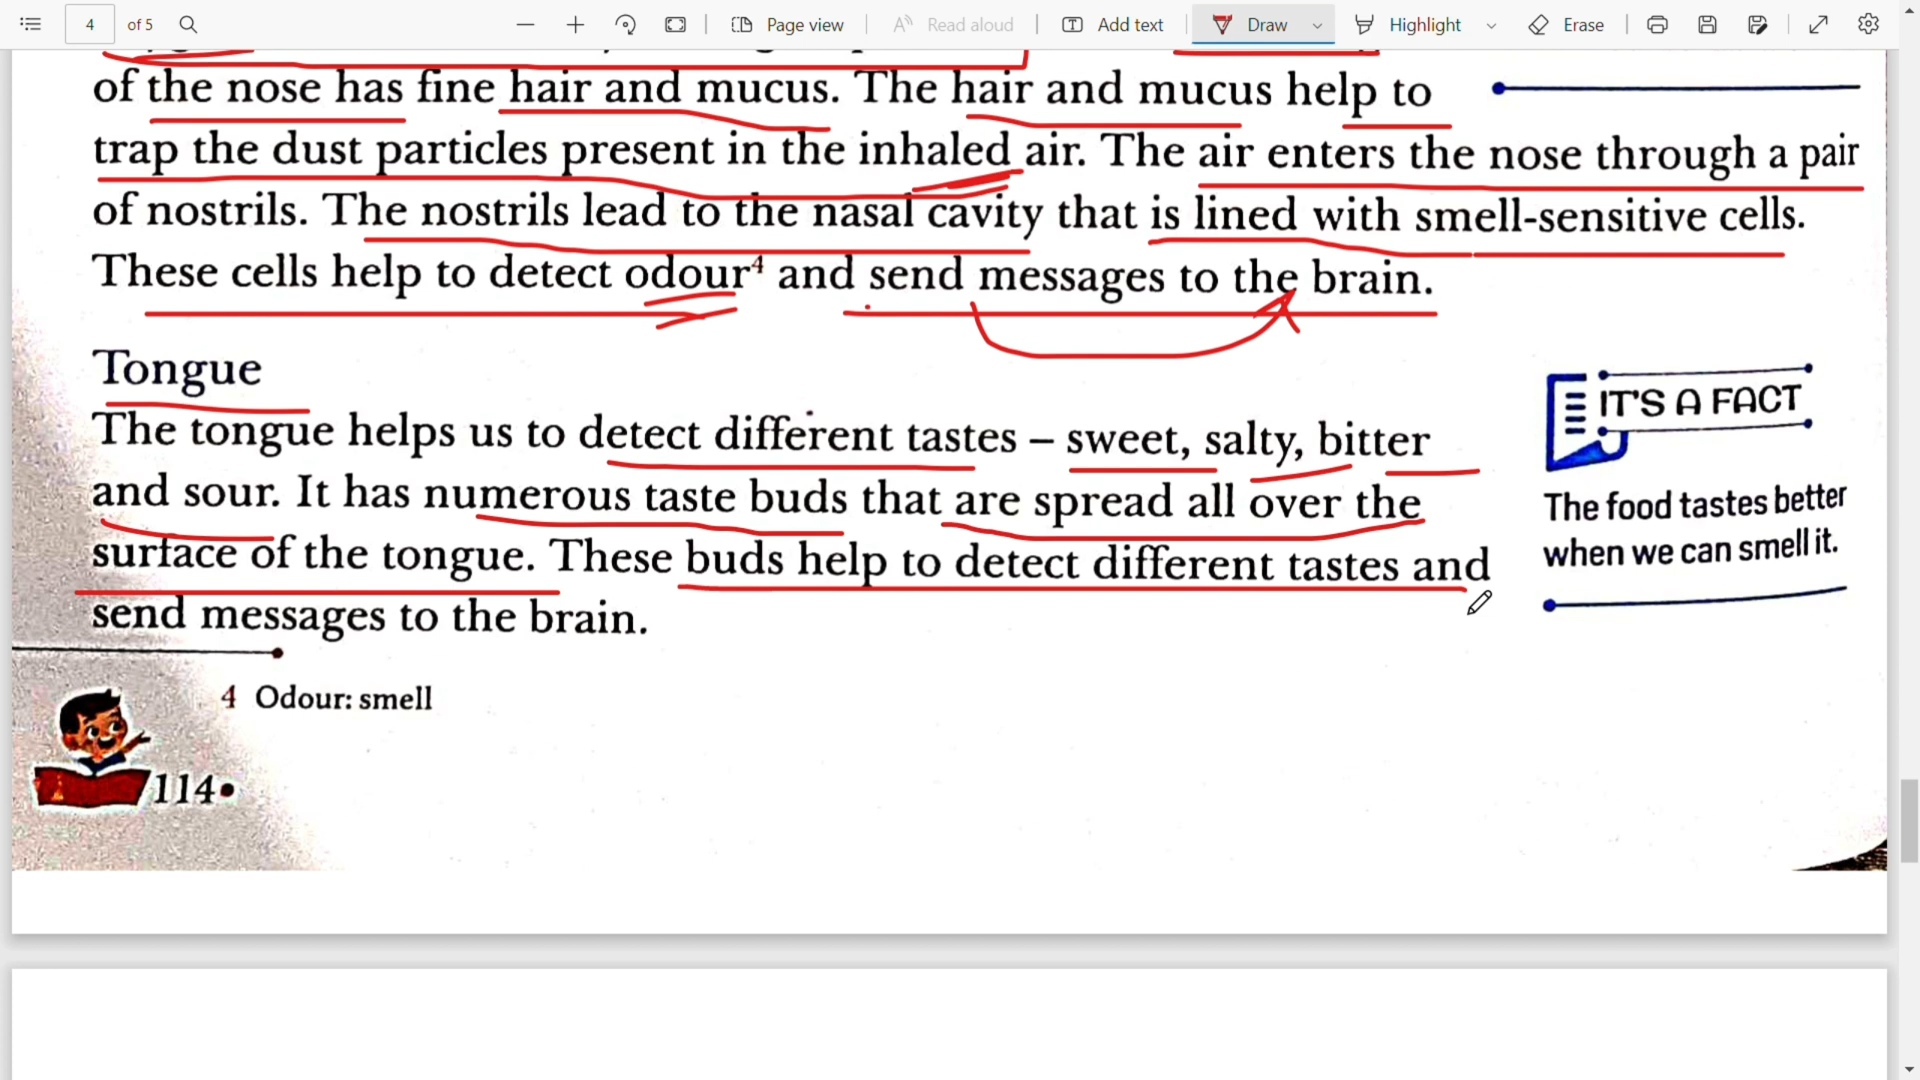 4 of 5 Page view Read aloud Add text Draw Highlight Erase
of the nose has fine hair and mucus. The hair and mucus help to
trap the dust particles present in the inhaled air. The air enters the nose through a pair
of nostrils. The nostrils lead to the nasal cavity that is lined with smell-sensitive cells.
These cells help to detect odour4 and send messages to the brain.
Tongue
The tongue helps us to detect different tastes – sweet, salty, bitter
and sour. It has numerous taste buds that are spread all over the
surface of the tongue. These buds help to detect different tastes and
send messages to the brain.
IT'S A FACT
The food tastes better
when we can smell it.
4 Odour: smell
114